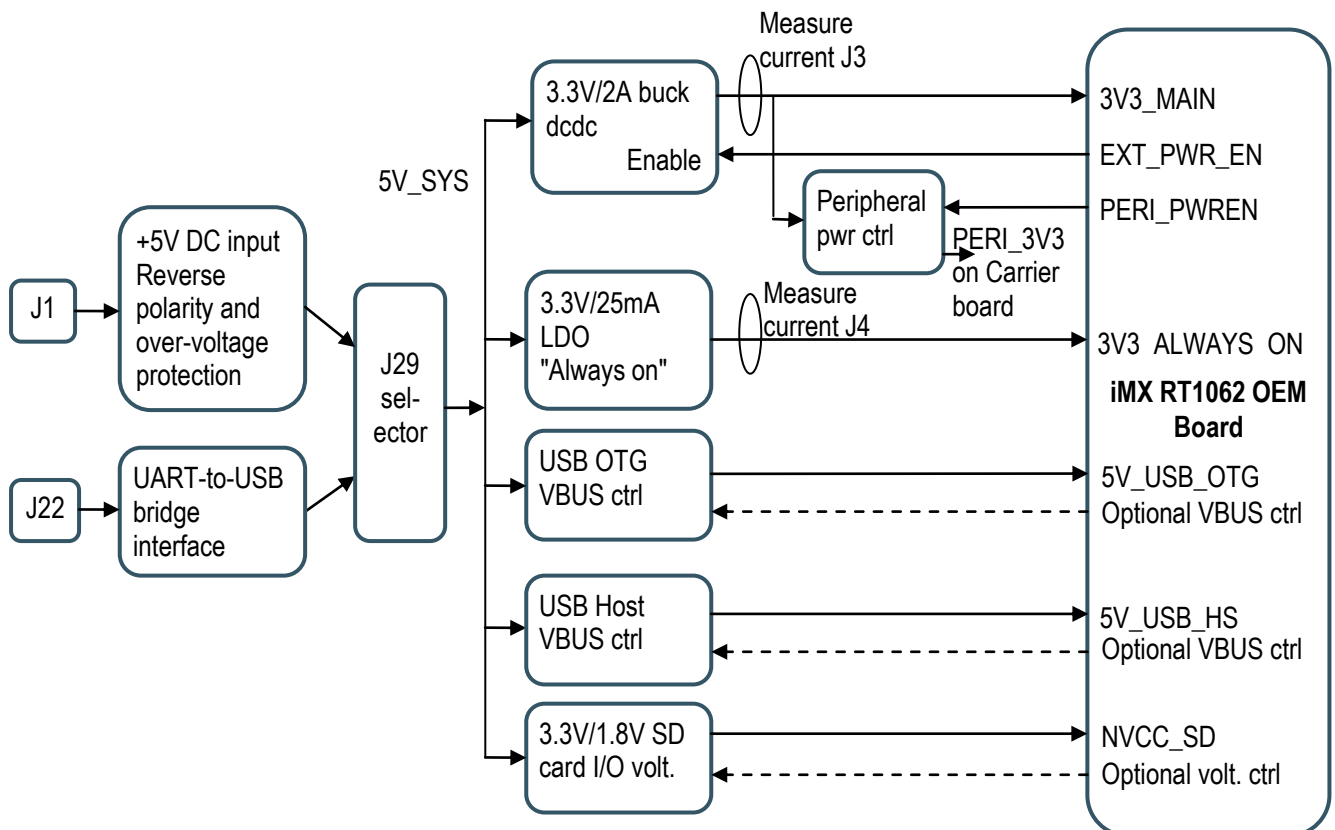 Measure
current J3
3.3V/2A buck
dcdc
Enable
3V3_MAIN
EXT_PWR_EN
PERI_PWREN
5V_SYS
Peripheral
pwr ctrl
PERI_3V3
on Carrier
board
+5V DC input
Reverse
polarity and
over-voltage
protection
J1
J29
sel-
ector
3.3V/25mA
LDO
"Always on"
Measure
current J4
3V3 ALWAYS ON
iMX RT1062 OEM
Board
J22
UART-to-USB
bridge
interface
USB OTG
VBUS ctrl
5V_USB_OTG
Optional VBUS ctrl
USB Host
VBUS ctrl
5V_USB_HS
Optional VBUS ctrl
3.3V/1.8V SD
card I/O volt.
NVCC_SD
Optional volt. ctrl